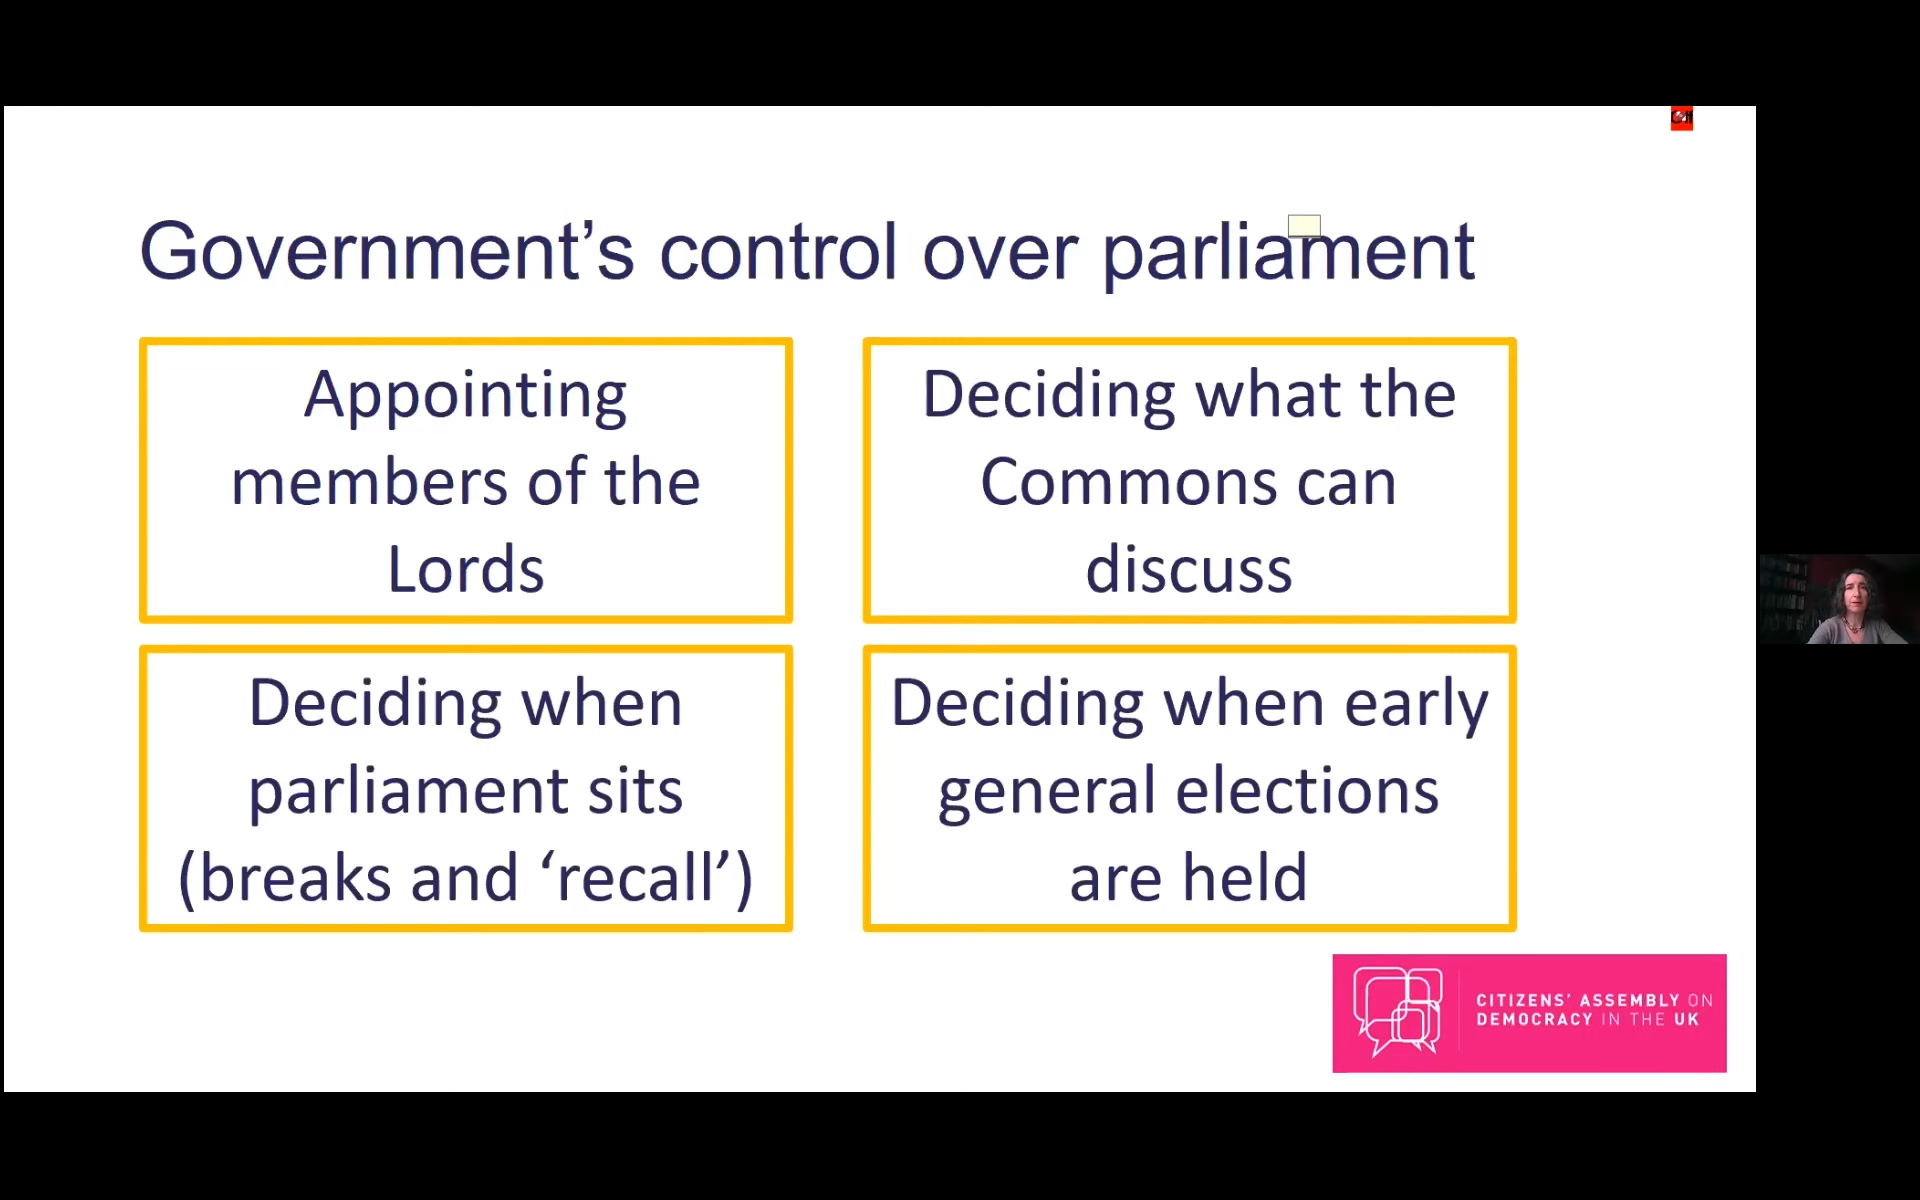 Government’s control over parliament
Appointing
members of the
Lords
Deciding what the
Commons can
discuss
Deciding when
parliament sits
(breaks and ‘recall’)
Deciding when early
general elections
are held
CITIZENS’ ASSEMBLY ON
DEMOCRACY IN THE UK